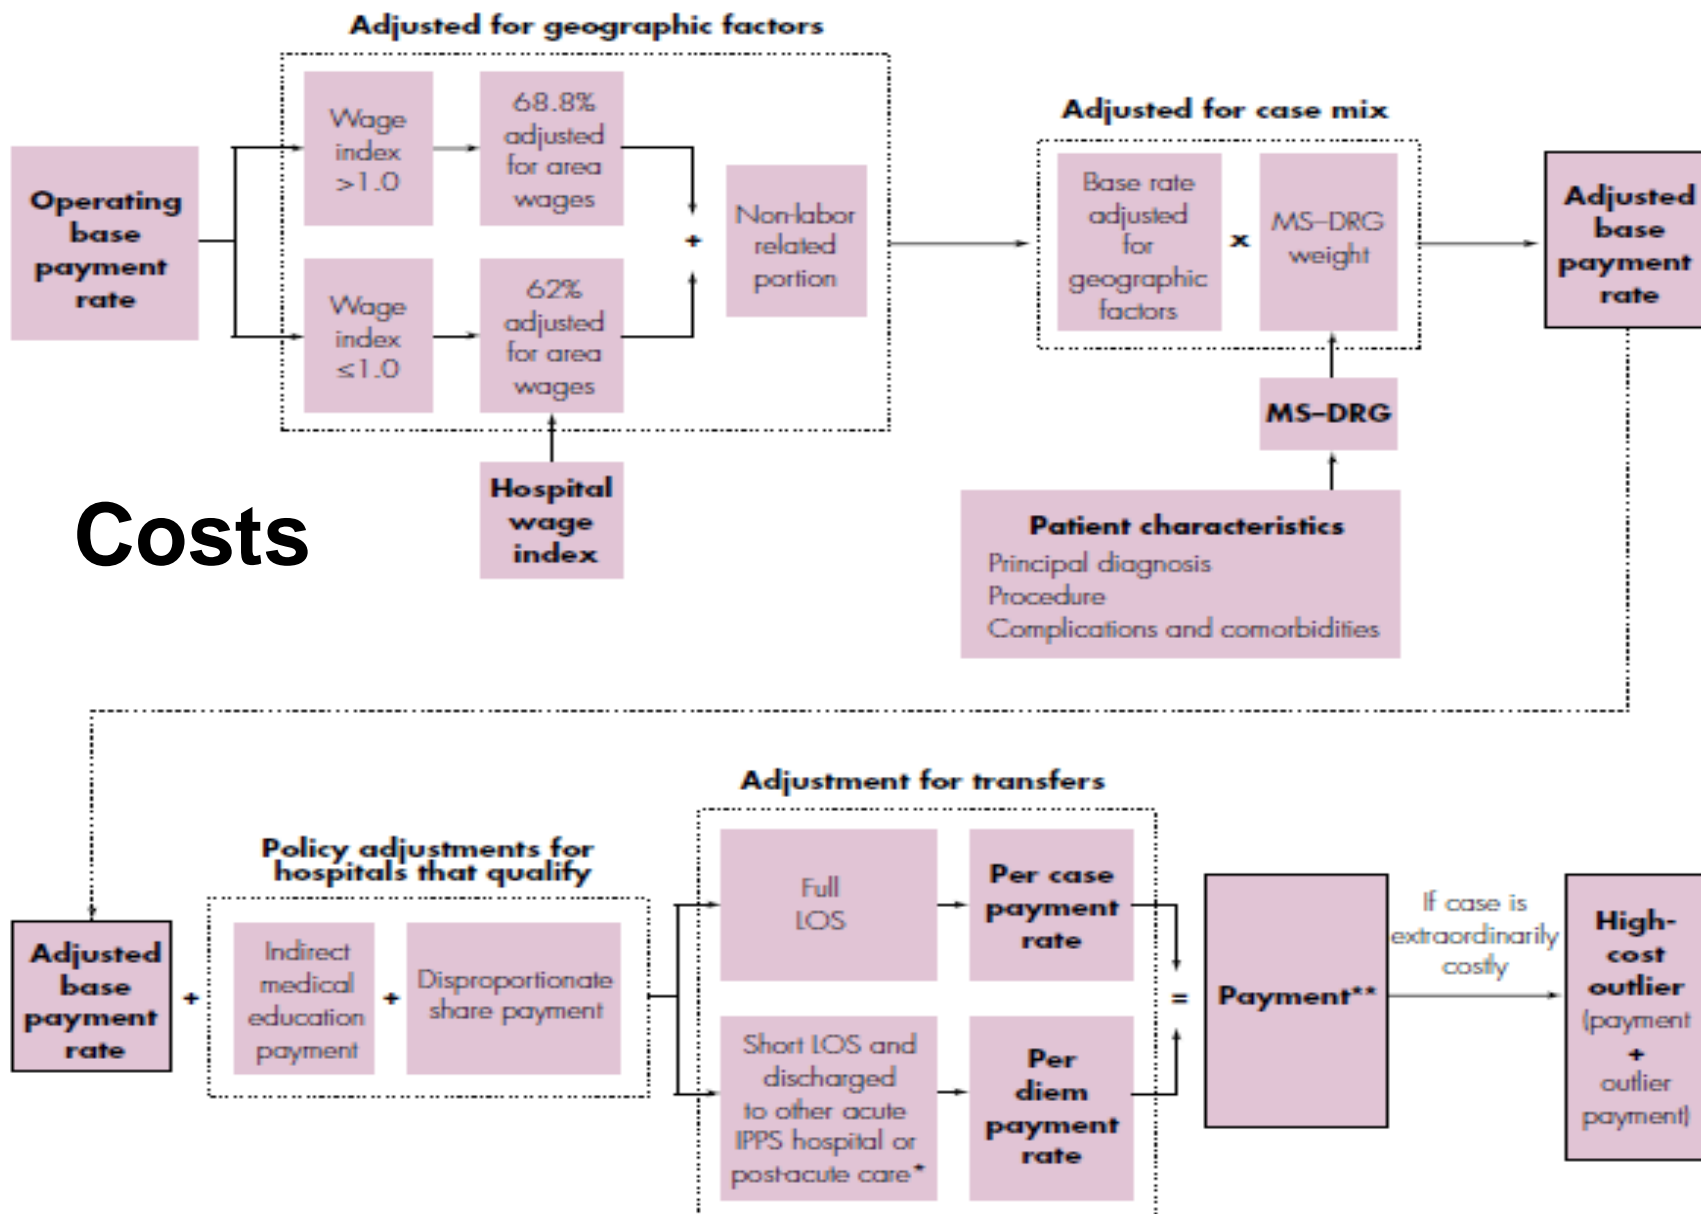 Adjusted for geographic factors
Operating
base
payment
rate
Wage
index
>1.0
68.8%
adjusted
for area
wages
Wage
index
≤1.0
62%
adjusted
for area
wages
+
Non-labor
related
portion
Hospital
wage
index
Adjusted for case mix
Base rate
adjusted
for
geographic
factors
x
MS–DRG
weight
MS–DRG
Patient characteristics
Principal diagnosis
Procedure
Complications and comorbidities
Adjusted
base
payment
rate
Costs
Adjusted
base
payment
rate
+
Policy adjustments for
hospitals that qualify
Indirect
medical
education
payment
+
Disproportionate
share payment
Adjustment for transfers
Full
LOS
Per case
payment
rate
Short LOS and
discharged
to other acute
IPPS hospital or
post-acute care*
Per
diem
payment
rate
=
Payment**
If case is
extraordinarily
costly
High-
cost
outlier
(payment
+
outlier
payment)